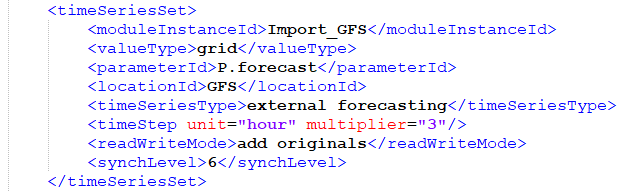 <timeSeriesSet>
<moduleInstanceId>Import_GFS</moduleInstanceId>
<valueType>grid</valueType>
<parameterId>P.forecast</parameterId>
<locationId>GFS</locationId>
<timeSeriesType>external forecasting</timeSeriesType>
<timeStep unit="hour" multiplier="3"/>
<readWriteMode>add originals</readWriteMode>
<synchLevel>6</synchLevel>
</timeSeriesSet>